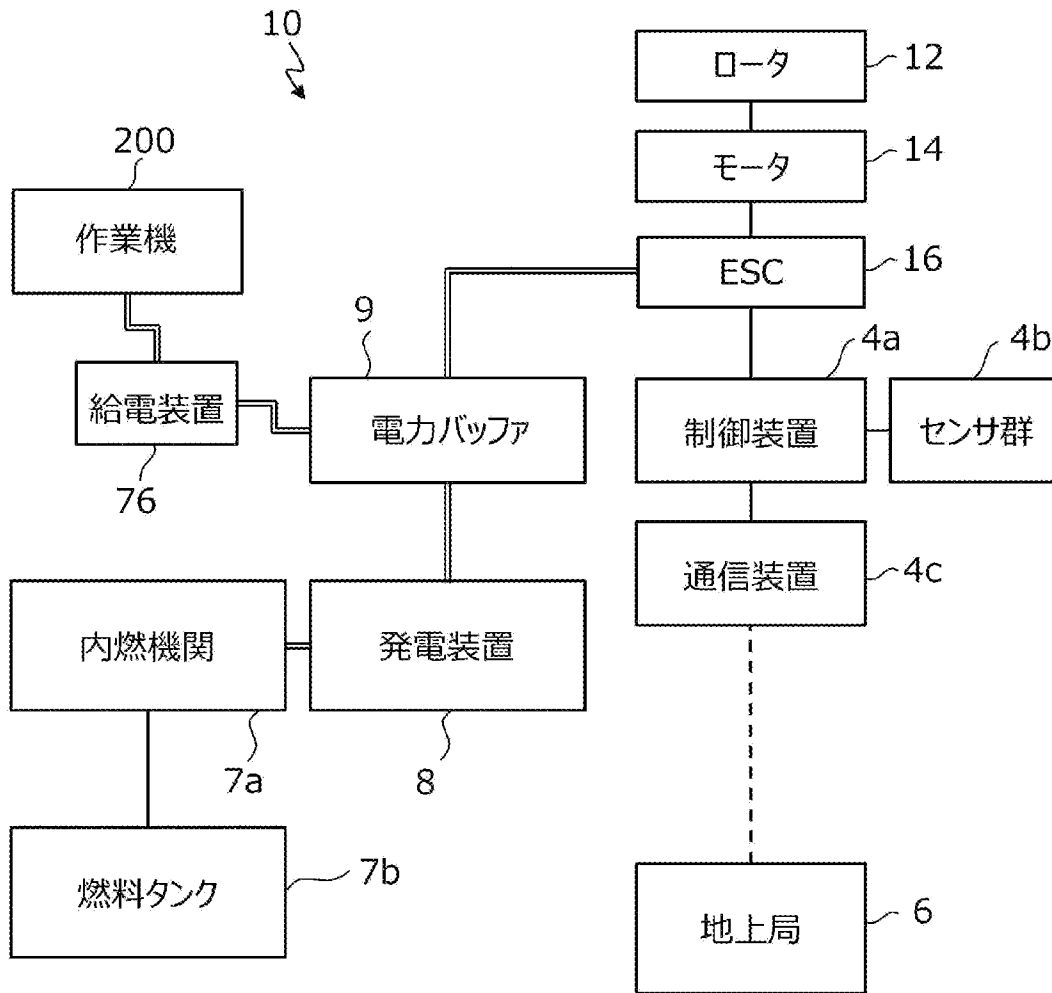 10
ロータ
12
200
モータ
14
作業機
ESC
16
9
4a
4b
給電装置
電力バッファ
制御装置
センサ群
76
通信装置
4c
内燃機関
発電装置
7a
8
燃料タンク
7b
地上局
6